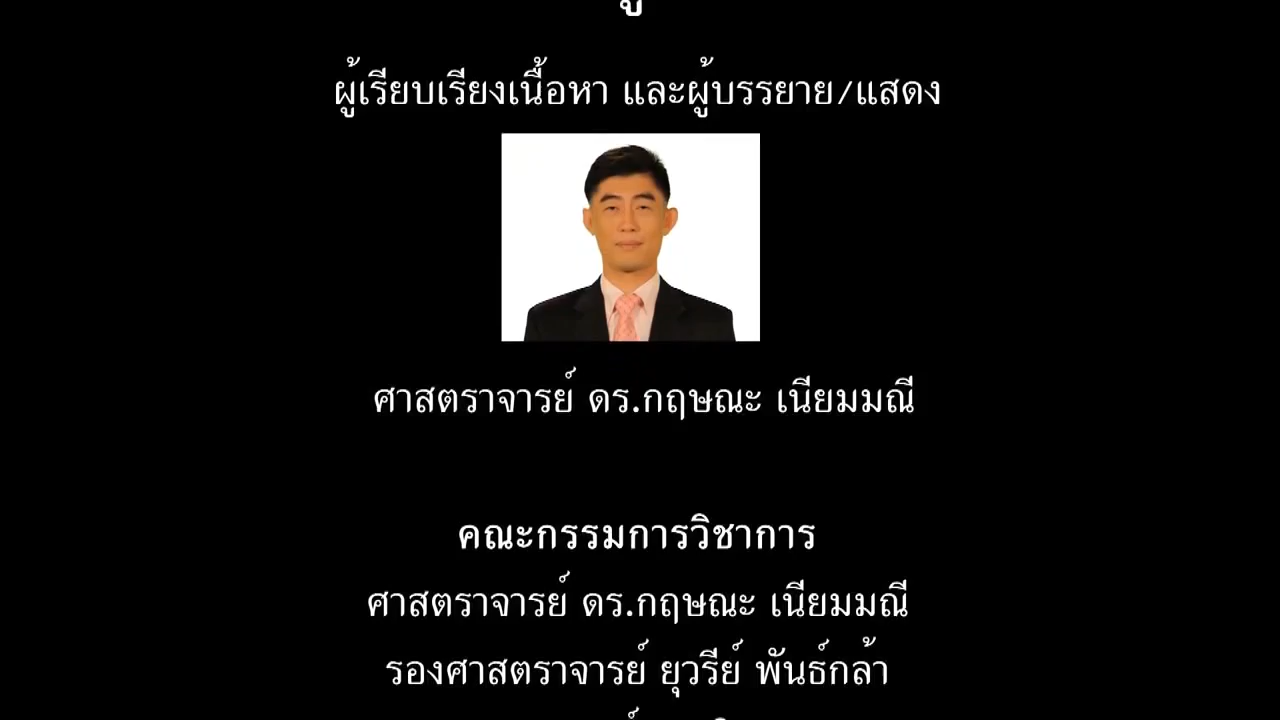 ผู้เรียบเรียงเนื้อหา และผู้บรรยาย/แสดง
ศาสตราจารย์ ดร.กฤษณะ เนียมมณี
คณะกรรมการวิชาการ
ศาสตราจารย์ ดร.กฤษณะ เนียมมณี
รองศาสตราจารย์ ยุวรีย์ พันธ์กล้า